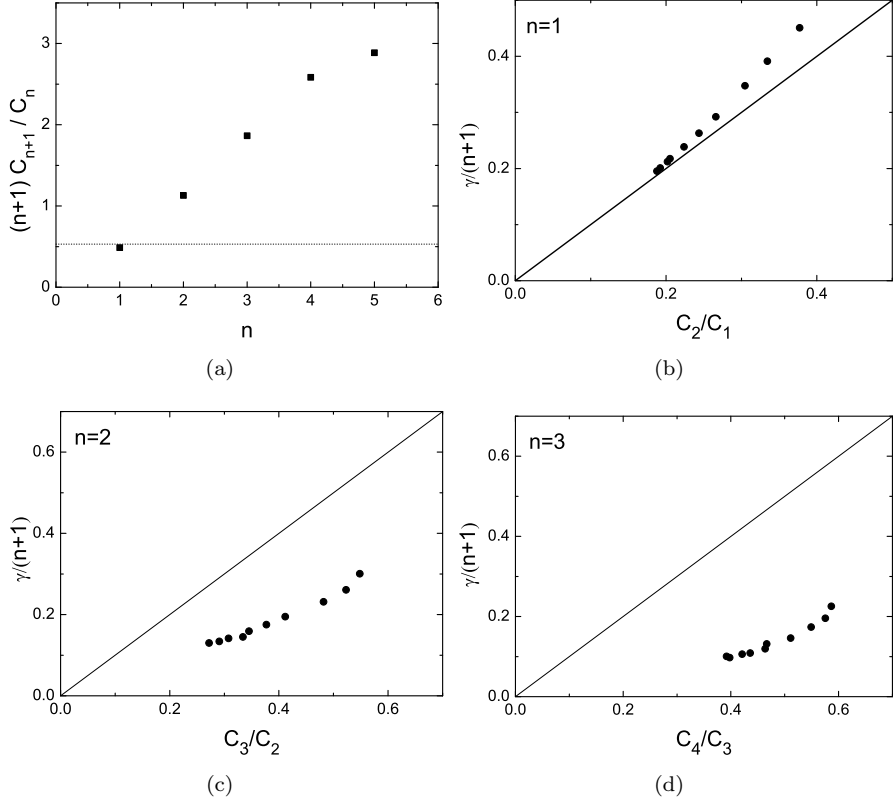 (n+1) C_{n+1} / C_n
3
2
1
0
0 1 2 3 4 5 6
n
(a)
n=1
γ/(n+1)
0.4
0.2
0.0
0.0 0.2 0.4
C_2/C_1
(b)
n=2
γ/(n+1)
0.6
0.4
0.2
0.0
0.0 0.2 0.4 0.6
C_3/C_2
(c)
n=3
γ/(n+1)
0.6
0.4
0.2
0.0
0.0 0.2 0.4 0.6
C_4/C_3
(d)